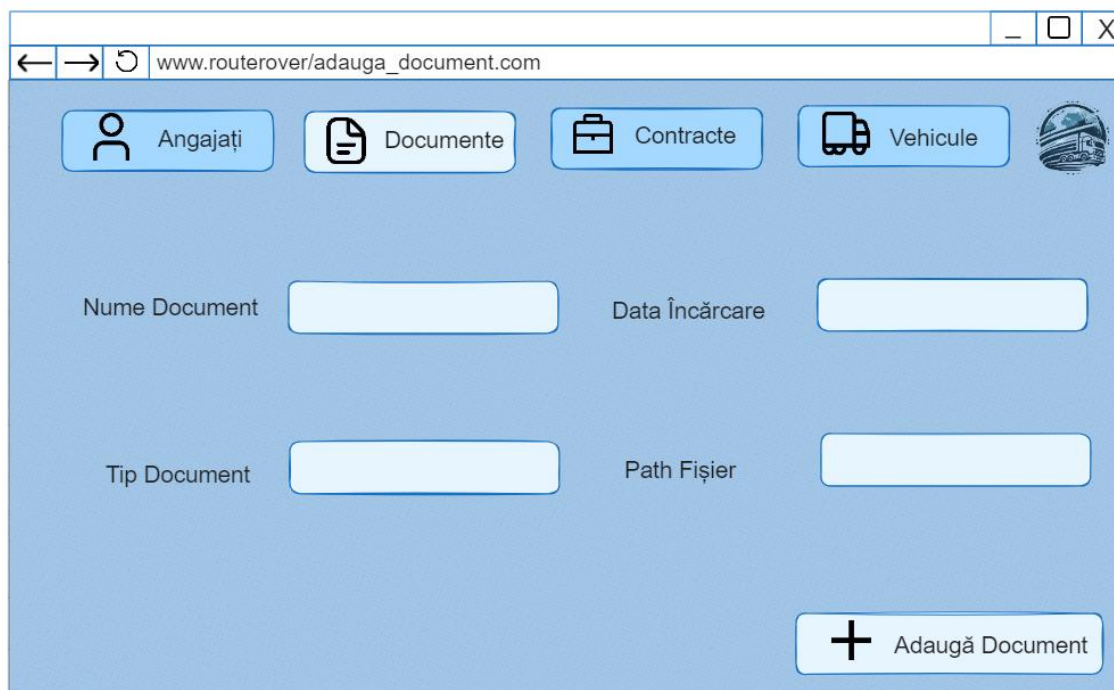 _ X
www.routerover/adauga_document.com
Angajați
Documente
Contracte
Vehicule
Nume Document
Data Încărcare
Tip Document
Path Fișier
Adaugă Document